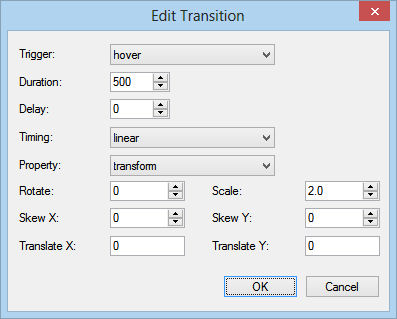 Edit Transition
Trigger: hover
Duration: 500
Delay: 0
Timing: linear
Property: transform
Rotate: 0 Scale: 2.0
Skew X: 0 Skew Y: 0
Translate X: 0 Translate Y: 0
OK Cancel